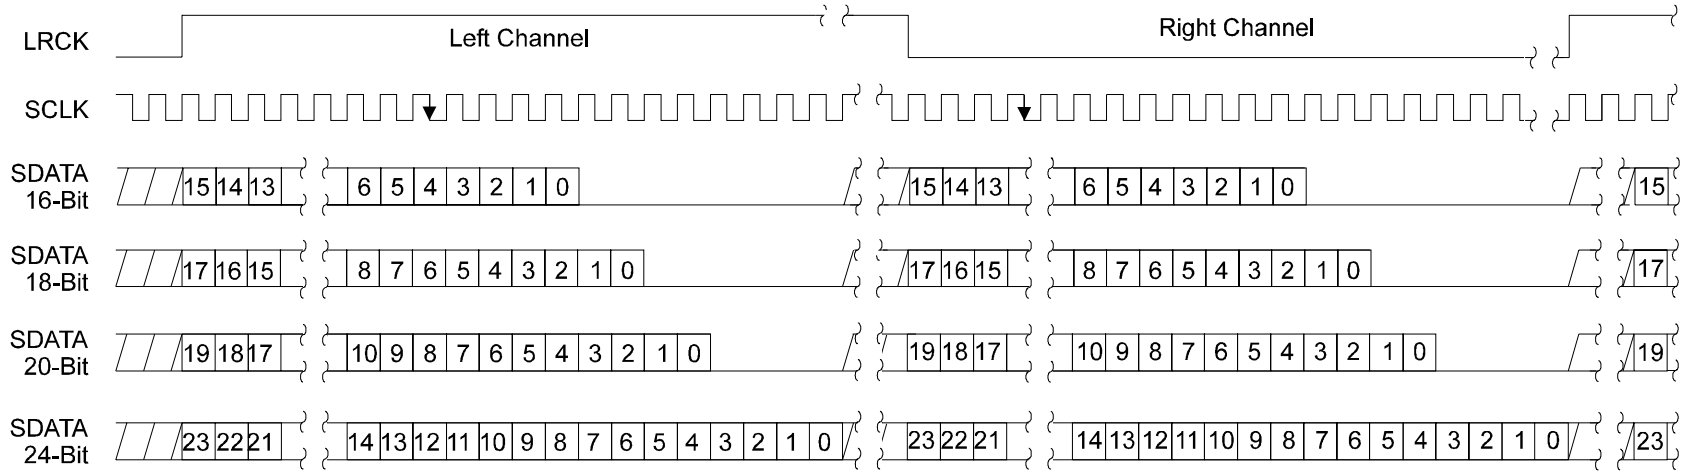 LRCK Left Channel Right Channel
SCLK
SDATA 15 14 13 6 5 4 3 2 1 0 15 14 13 6 5 4 3 2 1 0 15
16-Bit
SDATA 17 16 15 8 7 6 5 4 3 2 1 0 17 16 15 8 7 6 5 4 3 2 1 0 17
18-Bit
SDATA 19 18 17 10 9 8 7 6 5 4 3 2 1 0 19 18 17 10 9 8 7 6 5 4 3 2 1 0 19
20-Bit
SDATA 23 22 21 14 13 12 11 10 9 8 7 6 5 4 3 2 1 0 23 22 21 14 13 12 11 10 9 8 7 6 5 4 3 2 1 0 23
24-Bit